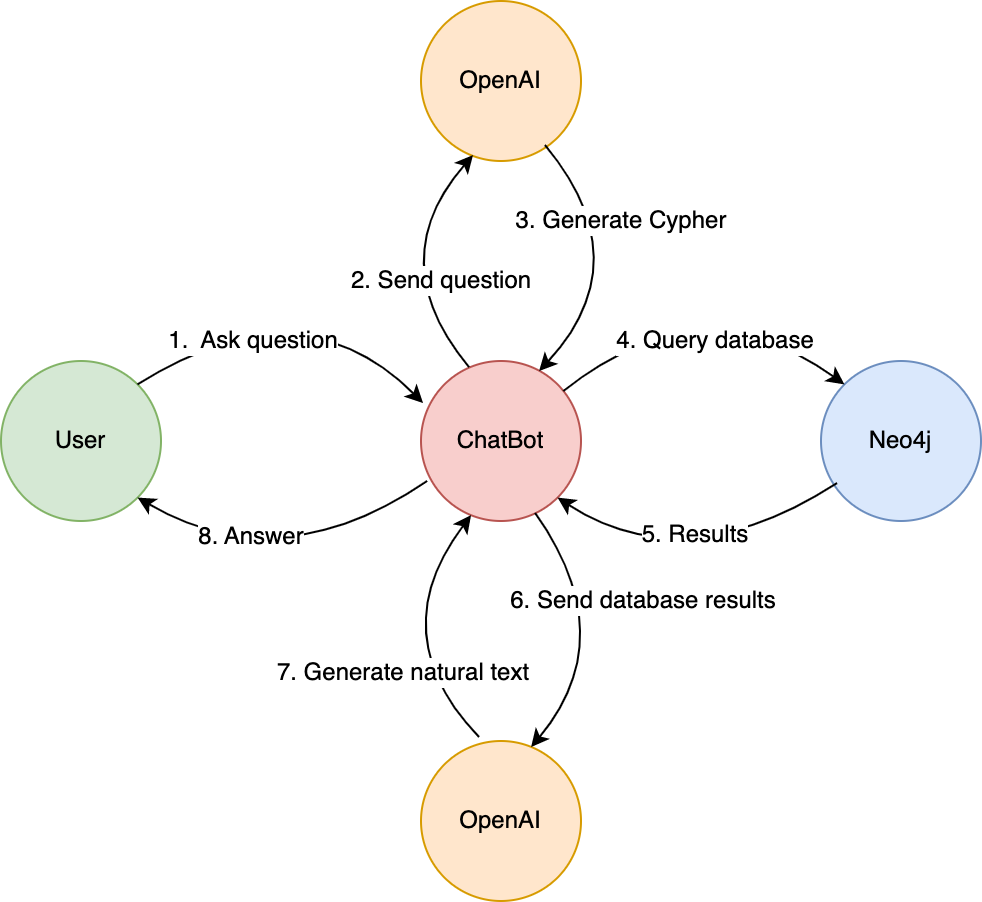 OpenAI
3. Generate Cypher
2. Send question
1.  Ask question
4. Query database
User
ChatBot
Neo4j
8. Answer
5. Results
6. Send database results
7. Generate natural text
OpenAI